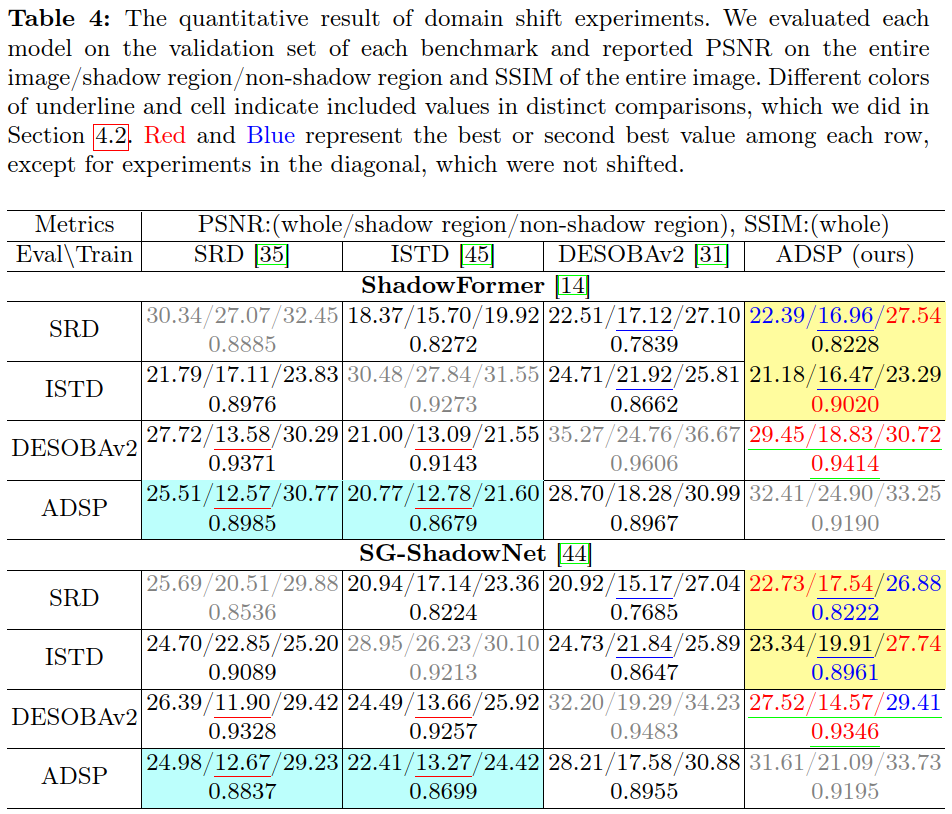 Table 4: The quantitative result of domain shift experiments. We evaluated each
model on the validation set of each benchmark and reported PSNR on the entire
image/shadow region/non-shadow region and SSIM of the entire image. Different colors
of underline and cell indicate included values in distinct comparisons, which we did in
Section 4.2. Red and Blue represent the best or second best value among each row,
except for experiments in the diagonal, which were not shifted.
Metrics PSNR:(whole/shadow region/non-shadow region), SSIM:(whole)
Eval\Train SRD [35] ISTD [45] DESOBAv2 [31] ADSP (ours)
ShadowFormer [14]
SRD 30.34/27.07/32.45 18.37/15.70/19.92 22.51/17.12/27.10 22.39/16.96/27.54
0.8885 0.8272 0.7839 0.8228
ISTD 21.79/17.11/23.83 30.48/27.84/31.55 24.71/21.92/25.81 21.18/16.47/23.29
0.8976 0.9273 0.8662 0.9020
DESOBAv2 27.72/13.58/30.29 21.00/13.09/21.55 35.27/24.76/36.67 29.45/18.83/30.72
0.9371 0.9143 0.9606 0.9414
ADSP 25.51/12.57/30.77 20.77/12.78/21.60 28.70/18.28/30.99 32.41/24.90/33.25
0.8985 0.8679 0.8967 0.9190
SG-ShadowNet [44]
SRD 25.69/20.51/29.88 20.94/17.14/23.36 20.92/15.17/27.04 22.73/17.54/26.88
0.8536 0.8224 0.7685 0.8222
ISTD 24.70/22.85/25.20 28.95/26.23/30.10 24.73/21.84/25.89 23.34/19.91/27.74
0.9089 0.9213 0.8647 0.8961
DESOBAv2 26.39/11.90/29.42 24.49/13.66/25.92 32.20/19.29/34.23 27.52/14.57/29.41
0.9328 0.9257 0.9483 0.9346
ADSP 24.98/12.67/29.23 22.41/13.27/24.42 28.21/17.58/30.88 31.61/21.09/33.73
0.8837 0.8699 0.8955 0.9195